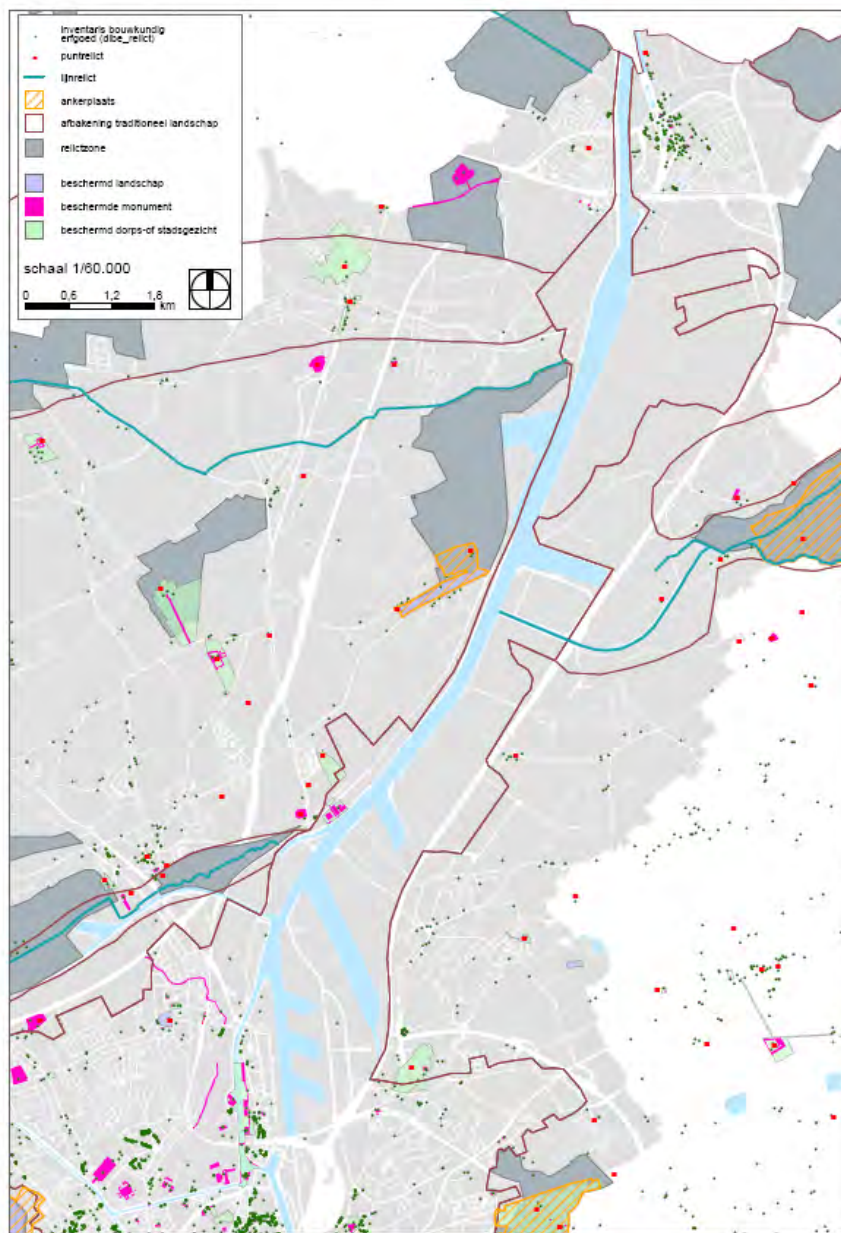 inventaris bouwkundig
erfgoed (dibe_relict)
puntrelict
lijnrelict
ankerplaats
afbakening traditioneel landschap
relictzone
beschermd landschap
beschermde monument
beschermd dorps-of stadsgezicht
schaal 1/60.000
0 0,6 1,2 1,8
km